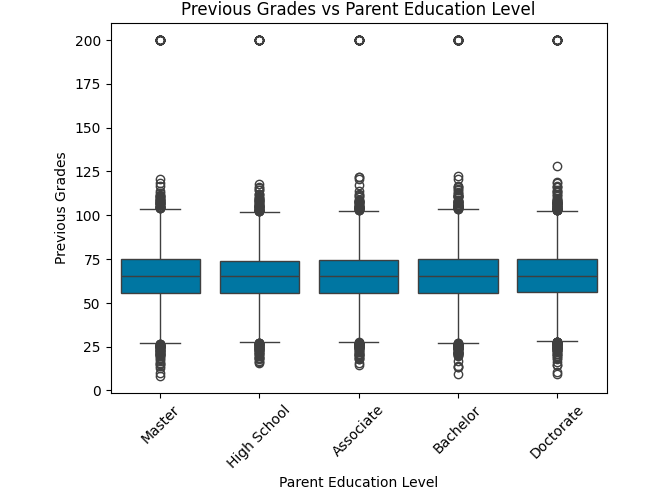 Previous Grades vs Parent Education Level
200
175
150
125
100
75
50
25
0
Previous Grades
Master
High School
Associate
Bachelor
Doctorate
Parent Education Level